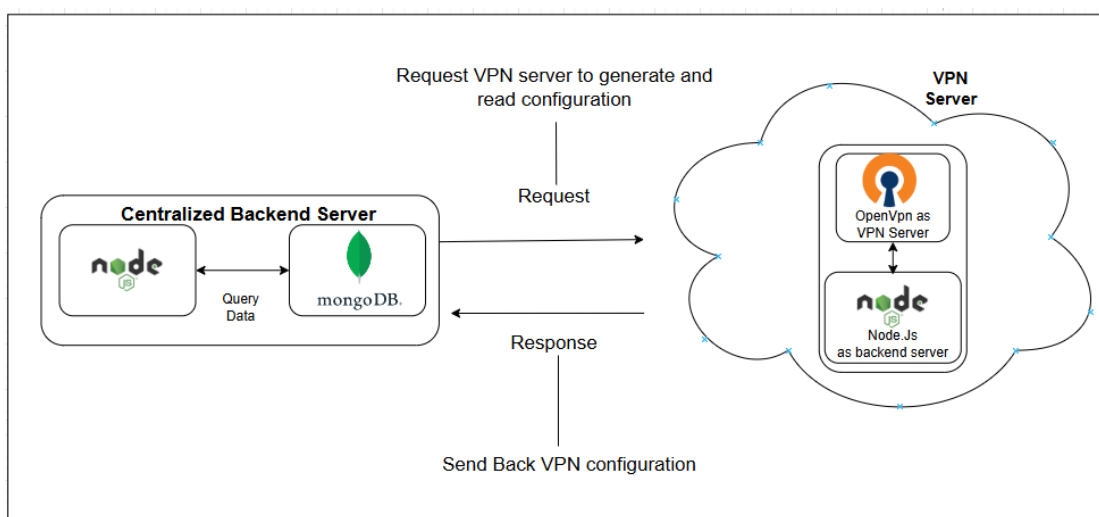 Request VPN server to generate and
read configuration
Request
VPN
Server
OpenVpn as
VPN Server
node
JS
Node.Js
as backend server
Centralized Backend Server
node
JS
Query
Data
mongoDB.
Response
Send Back VPN configuration